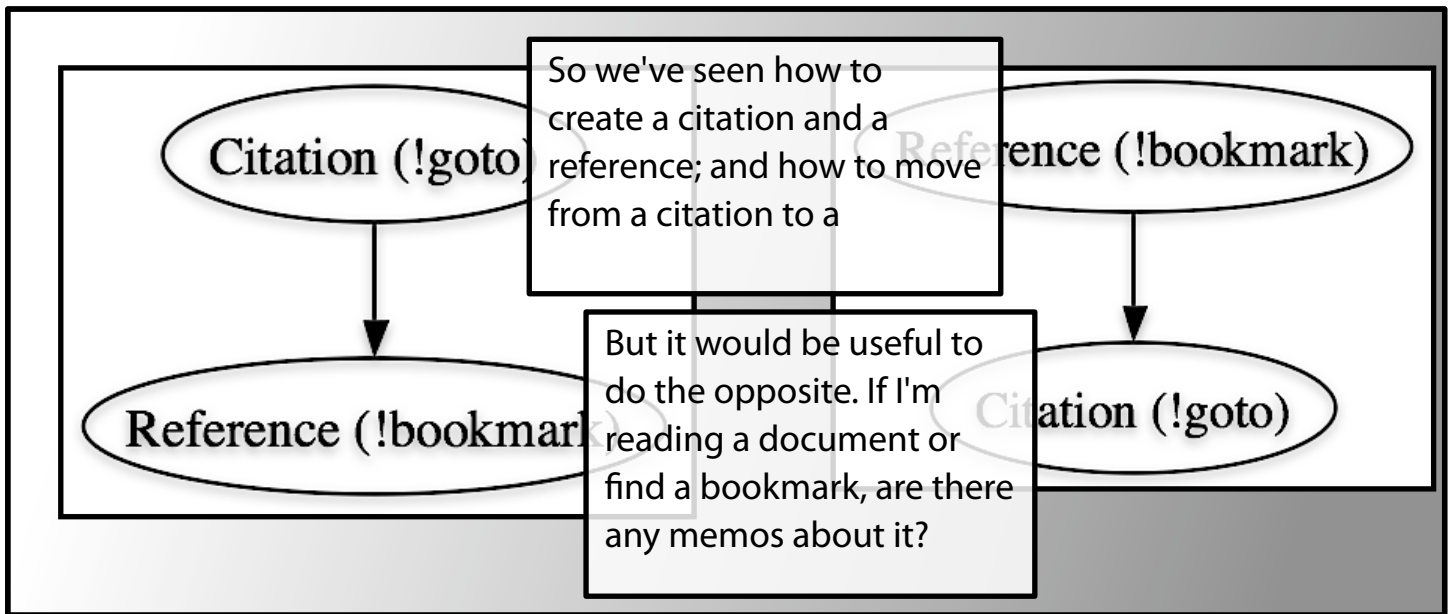 Citation (!goto)
Reference (!bookmark)
So we've seen how to
create a citation and a
reference; and how to move
from a citation to a
But it would be useful to
do the opposite. If I'm
reading a document or
find a bookmark, are there
any memos about it?
Reference (!bookmark)
Citation (!goto)